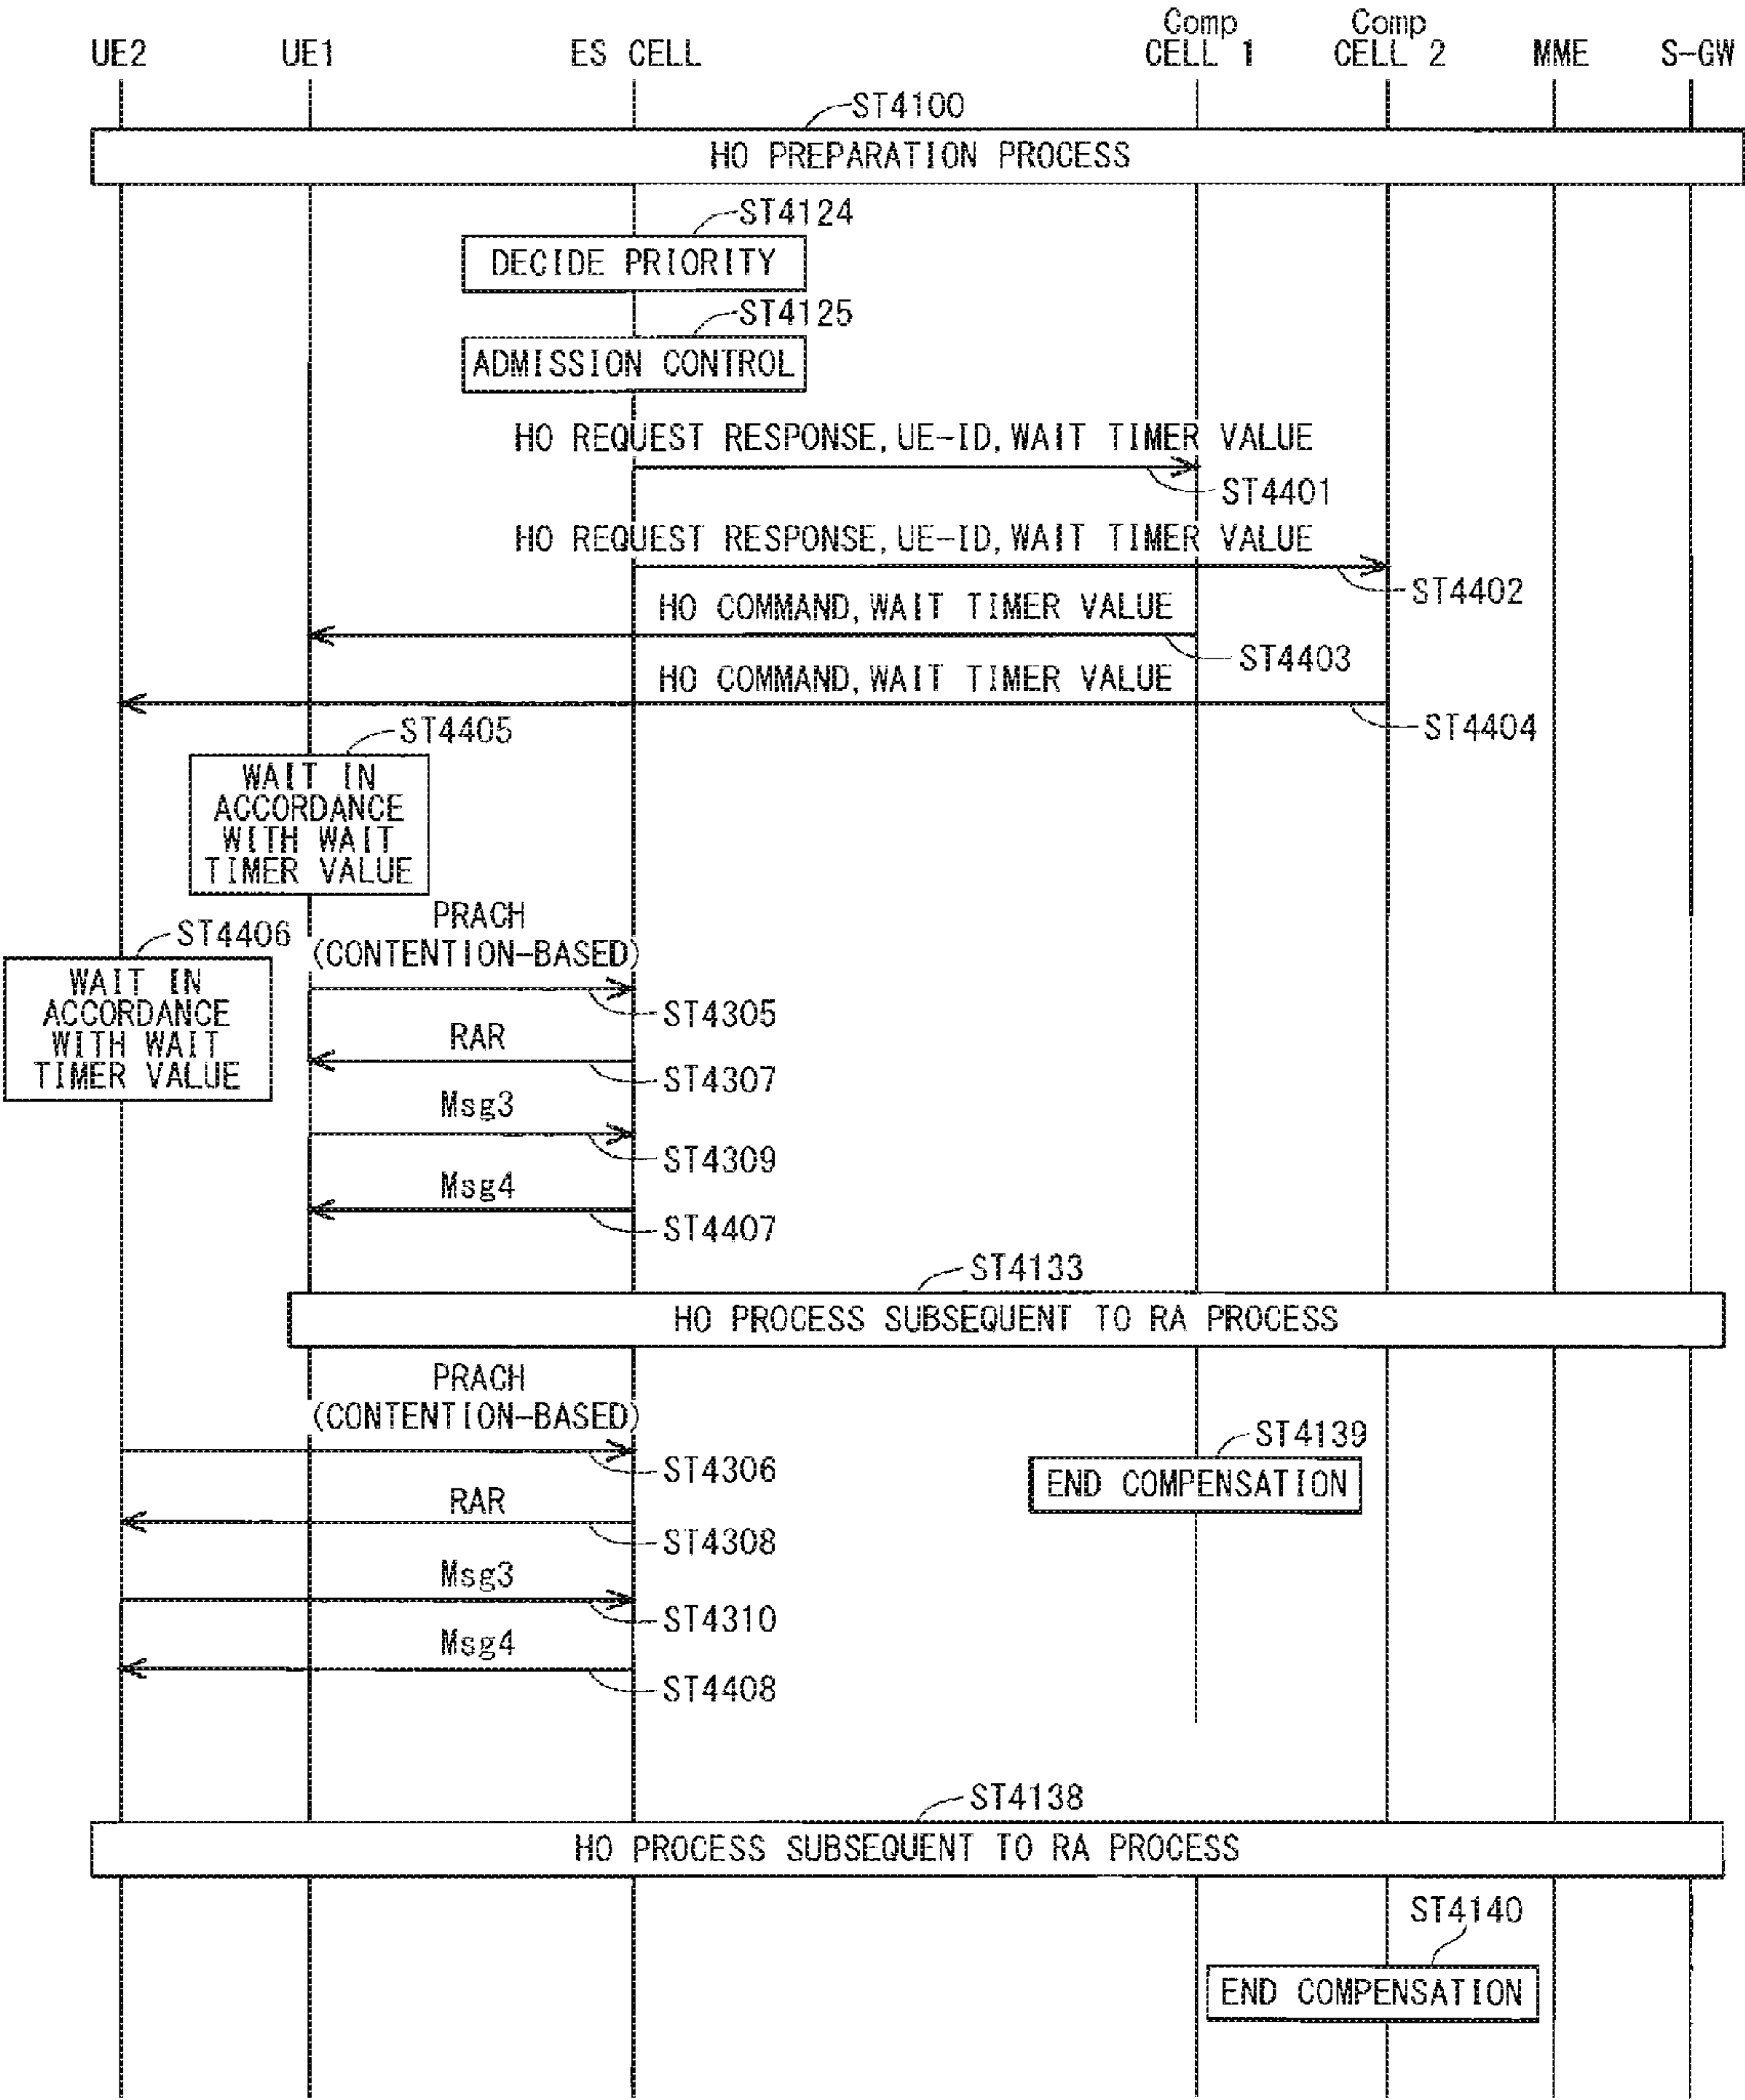 UE2 UE1 ES CELL Comp CELL 1 Comp CELL 2 MME S-GW
ST4100
HO PREPARATION PROCESS
ST4124
DECIDE PRIORITY
ST4125
ADMISSION CONTROL
HO REQUEST RESPONSE, UE-ID, WAIT TIMER VALUE
ST4401
HO REQUEST RESPONSE, UE-ID, WAIT TIMER VALUE
ST4402
HO COMMAND, WAIT TIMER VALUE
ST4403
HO COMMAND, WAIT TIMER VALUE
ST4404
ST4405
WAIT IN
ACCORDANCE
WITH WAIT
TIMER VALUE
ST4406
WAIT IN
ACCORDANCE
WITH WAIT
TIMER VALUE
PRACH
(CONTENTION-BASED)
ST4305
RAR
ST4307
Msg3
ST4309
Msg4
ST4407
ST4133
HO PROCESS SUBSEQUENT TO RA PROCESS
PRACH
(CONTENTION-BASED)
ST4306
ST4139
END COMPENSATION
RAR
ST4308
Msg3
ST4310
Msg4
ST4408
ST4138
HO PROCESS SUBSEQUENT TO RA PROCESS
ST4140
END COMPENSATION